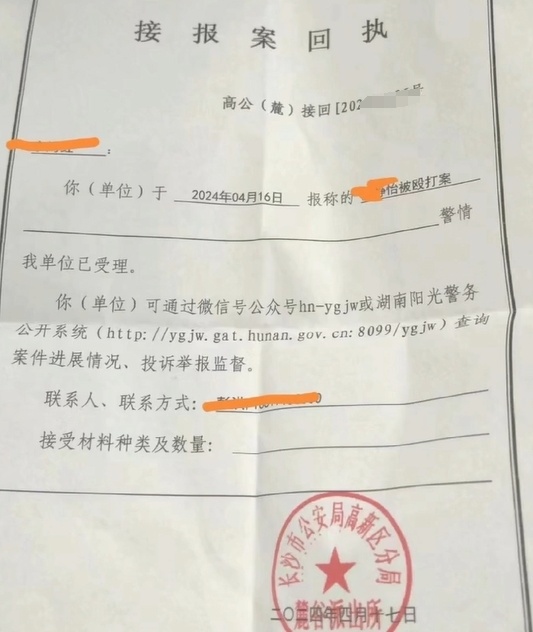 接报案回执
高公（麓）接回[202 号
：
你（单位）于 2024年04月16日 报称的 怡被殴打案
警情
我单位已受理。
你（单位）可通过微信号公众号hn-ygjw或湖南阳光警务
公开系统（http://ygjw.gat.hunan.gov.cn:8099/ygjw）查询
案件进展情况、投诉举报监督。
联系人、联系方式：
接受材料种类及数量：
长沙市公安局高新区分局
麓谷派出所
二〇二四年四月十七日